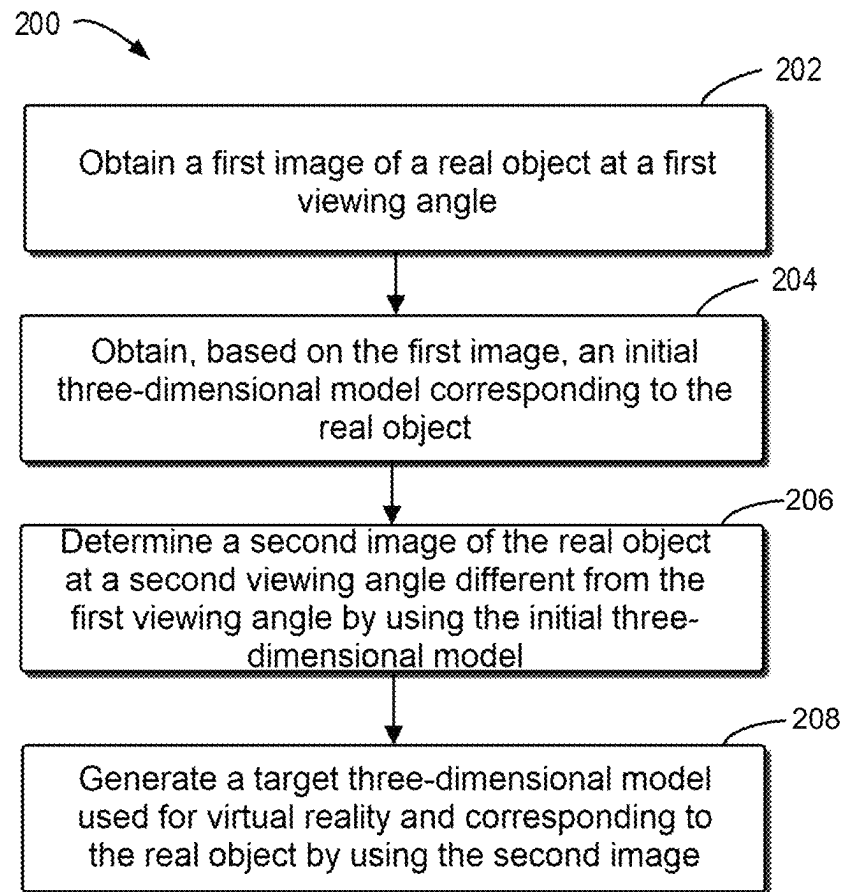 200
202
Obtain a first image of a real object at a first
viewing angle
204
Obtain, based on the first image, an initial
three-dimensional model corresponding to the
real object
206
Determine a second image of the real object
at a second viewing angle different from the
first viewing angle by using the initial three-
dimensional model
208
Generate a target three-dimensional model
used for virtual reality and corresponding to
the real object by using the second image